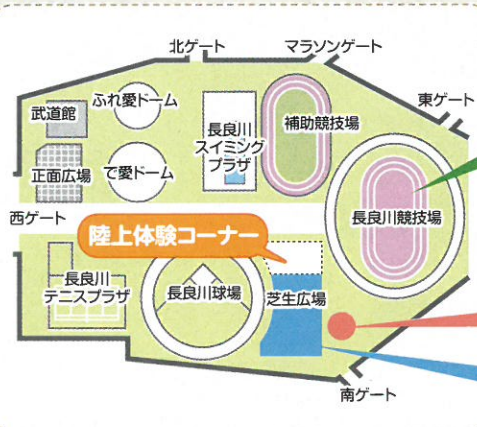 北ゲート
マラソンゲート
東ゲート
武道館
ふれ愛ドーム
長良川
スイミング
プラザ
補助競技場
正面広場
で愛ドーム
西ゲート
長良川競技場
陸上体験コーナー
長良川
テニスプラザ
長良川球場
芝生広場
南ゲート